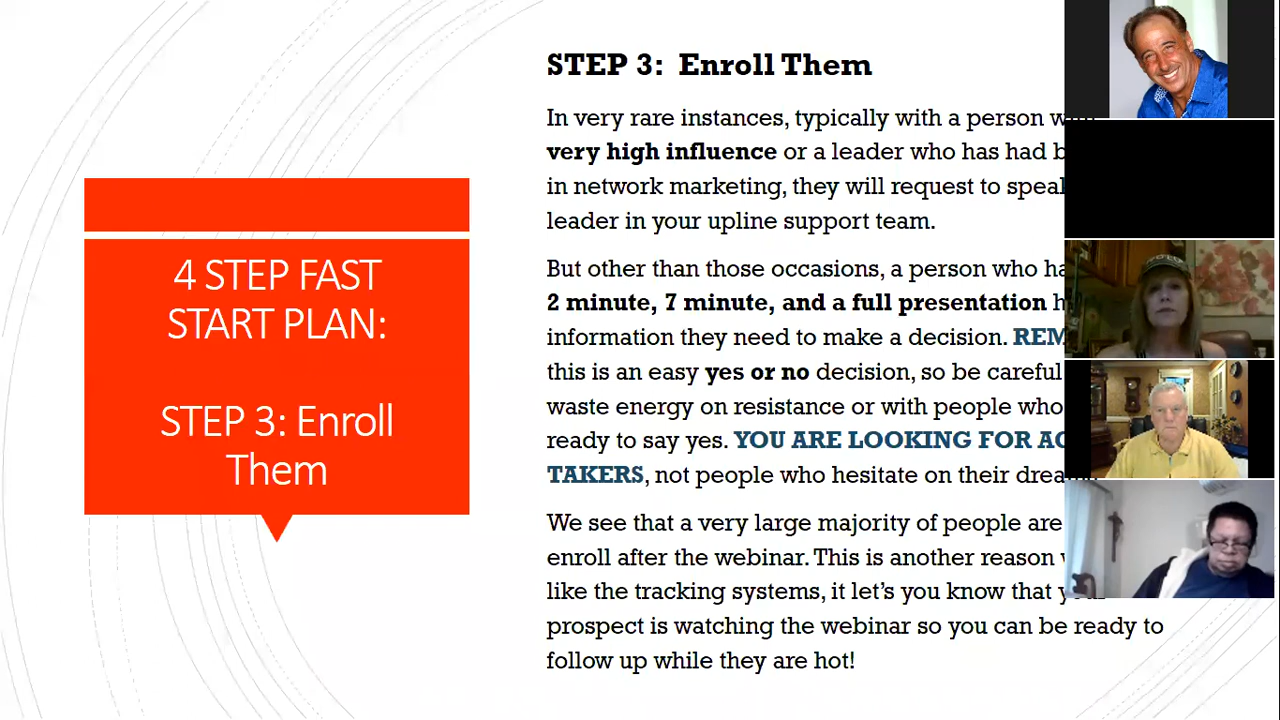 4 STEP FAST
START PLAN:
STEP 3: Enroll
Them
STEP 3: Enroll Them
In very rare instances, typically with a person
very high influence or a leader who has had
in network marketing, they will request to
leader in your upline support team.
But other than those occasions, a person who
2 minute, 7 minute, and a full presentation
information they need to make a decision.
this is an easy yes or no decision, so be careful
waste energy on resistance or with people who
ready to say yes. YOU ARE LOOKING FOR
TAKERS, not people who hesitate on their
We see that a very large majority of people are
enroll after the webinar. This is another reason
like the tracking systems, it let's you know that
prospect is watching the webinar so you can be ready to
follow up while they are hot!